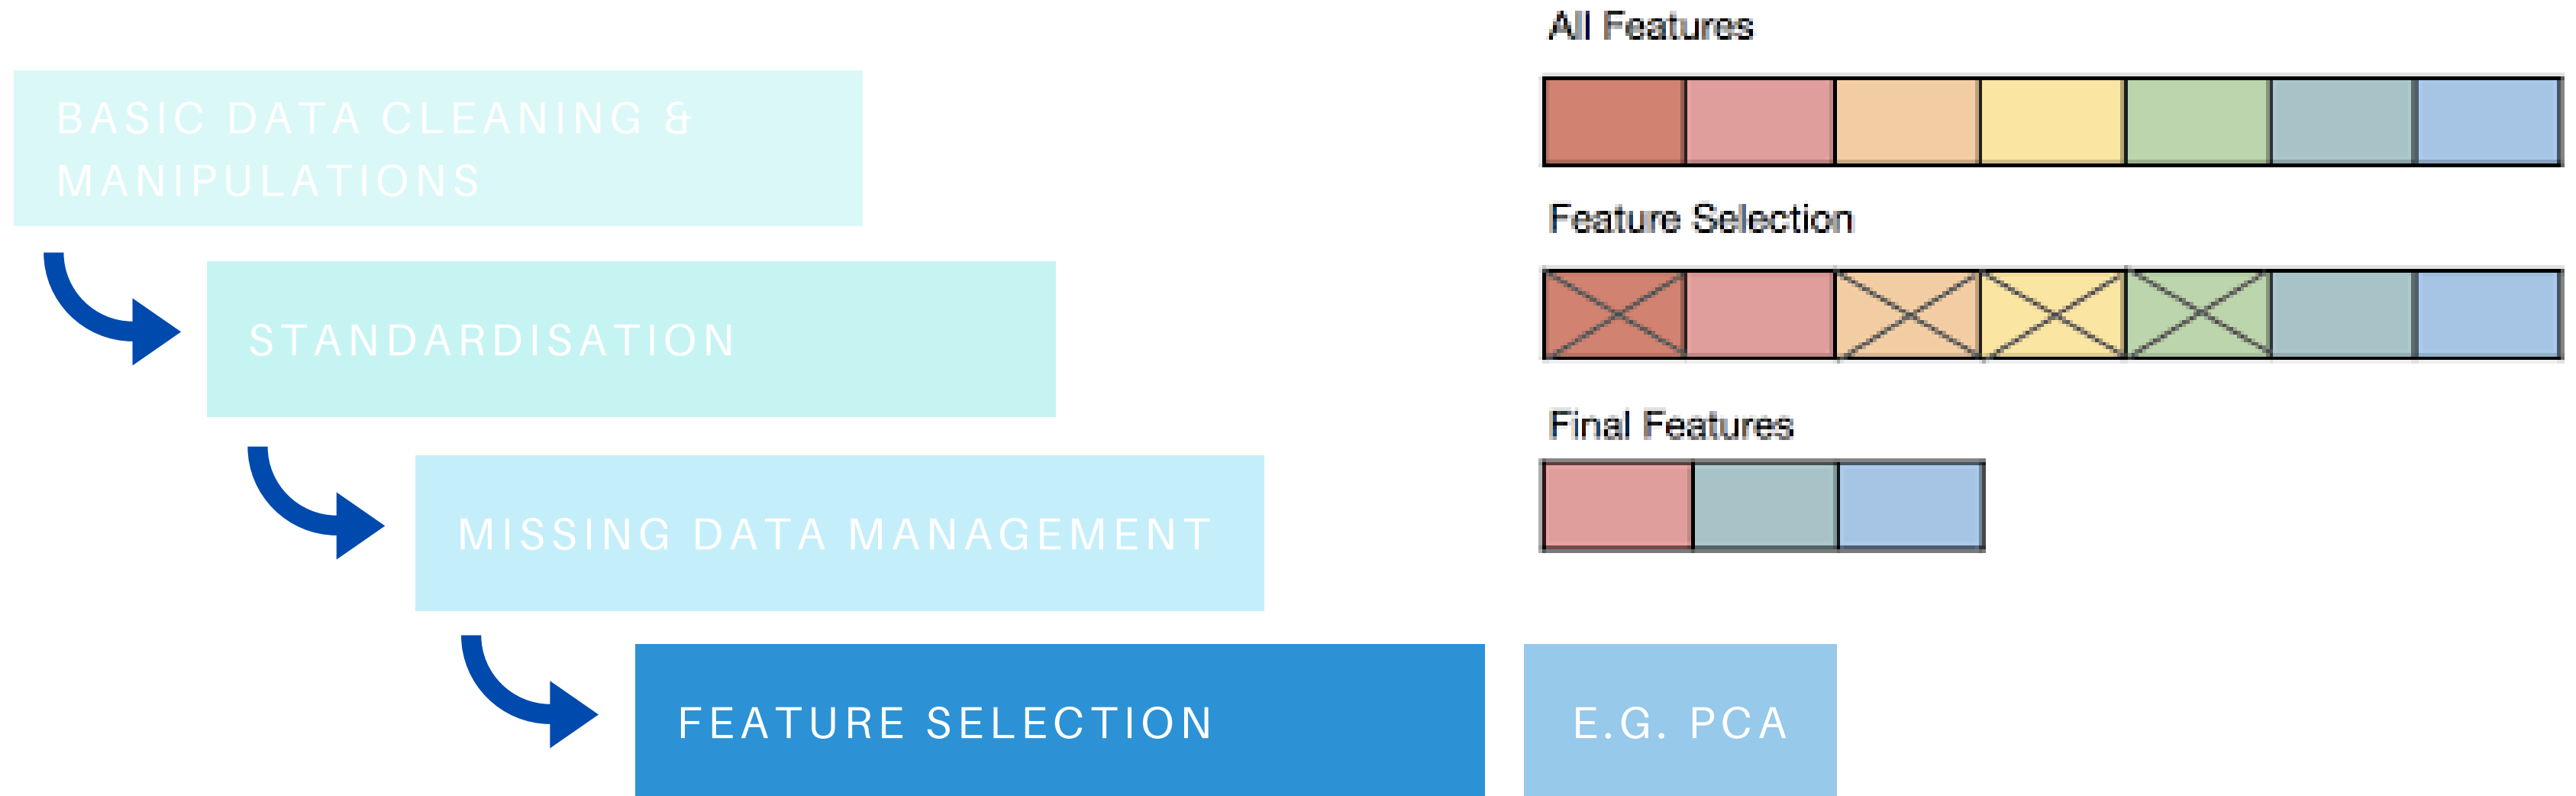 BASIC DATA CLEANING &
MANIPULATIONS
STANDARDISATION
MISSING DATA MANAGEMENT
FEATURE SELECTION
E.G. PCA
All Features
Feature Selection
Final Features